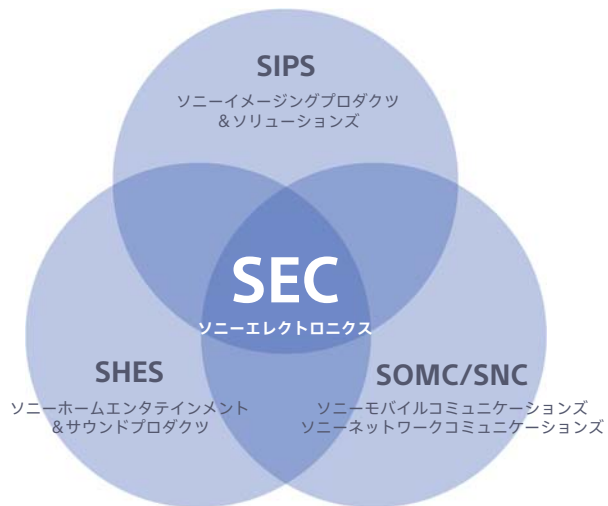 SIPS
ソニーイメージングプロダクツ
&ソリューションズ
SEC
ソニーエレクトロニクス
SHES
ソニーホームエンタテインメント
&サウンドプロダクツ
SOMC/SNC
ソニーモバイルコミュニケーションズ
ソニーネットワークコミュニケーションズ